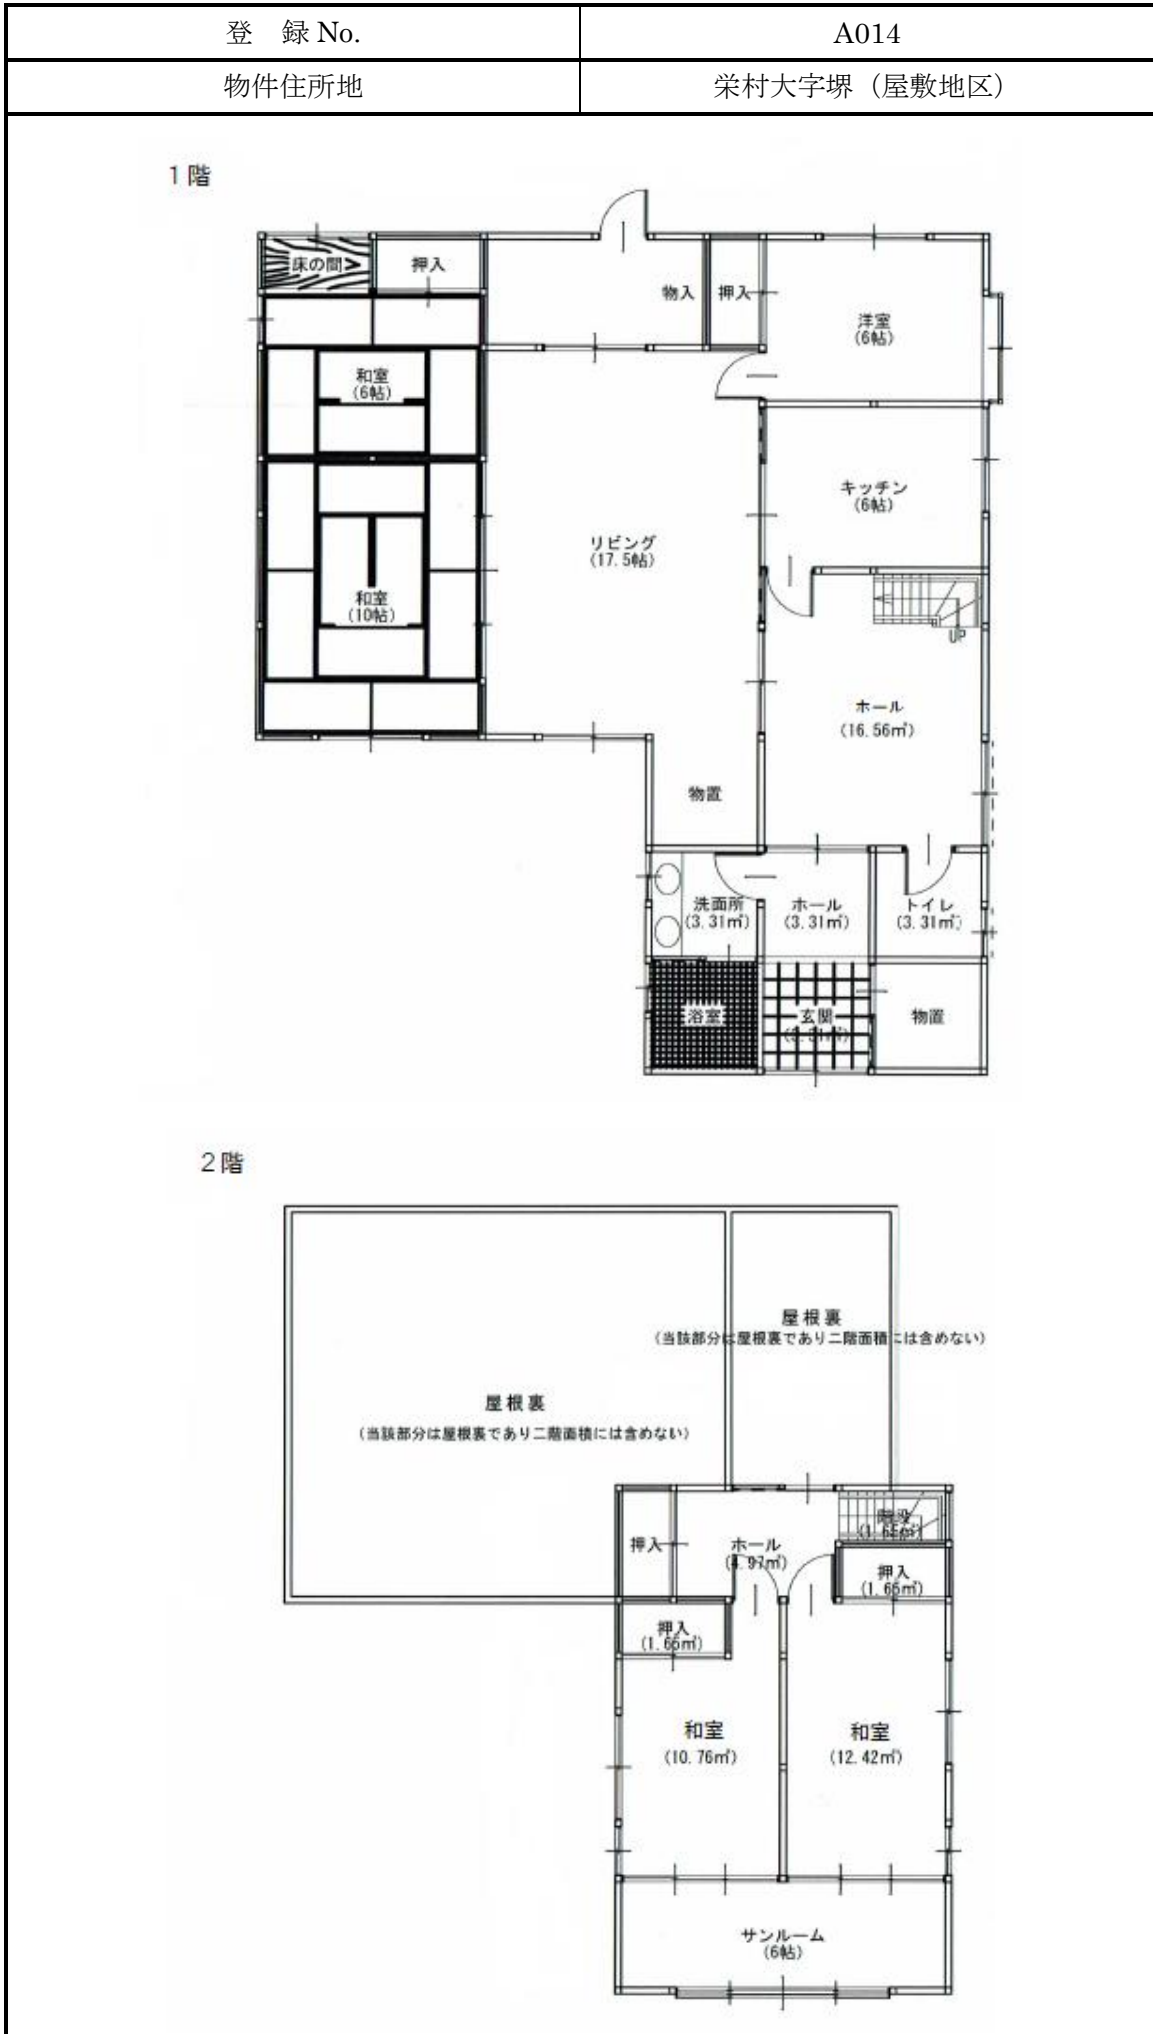 登　録 No.
A014
物件住所地
栄村大字堺（屋敷地区）
１階
床の間
押入
物入
押入
洋室
(6帖)
和室
(6帖)
キッチン
(6帖)
リビング
(17.5帖)
和室
(10帖)
UP
ホール
(16.56㎡)
物置
洗面所
(3.31㎡)
ホール
(3.31㎡)
トイレ
(3.31㎡)
浴室
玄関
(3.31㎡)
物置
２階
屋根裏
(当該部分は屋根裏であり二階面積には含めない)
屋根裏
(当該部分は屋根裏であり二階面積には含めない)
押入
ホール
(4.97㎡)
階段
(1.65㎡)
押入
(1.65㎡)
押入
(1.65㎡)
和室
(10.76㎡)
和室
(12.42㎡)
サンルーム
(6帖)